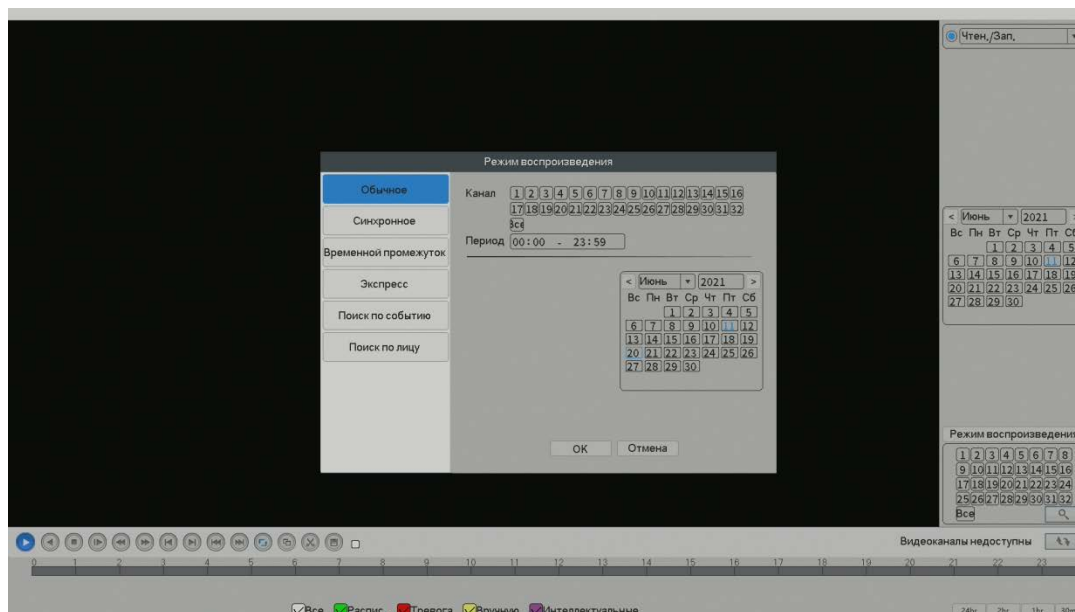 Чтен,/Зап,
Режим воспроизведения
Обычное
Синхронное
Временной промежуток
Экспресс
Поиск по событию
Поиск по лицу
Канал
1 2 3 4 5 6 7 8 9 10 11 12 13 14 15 16
17 18 19 20 21 22 23 24 25 26 27 28 29 30 31 32
Все
Период 00:00 - 23:59
< Июнь 2021 >
Вс Пн Вт Ср Чт Пт Сб
1 2 3 4 5
6 7 8 9 10 11 12
13 14 15 16 17 18 19
20 21 22 23 24 25 26
27 28 29 30
OK Отмена
< Июнь 2021
Вс Пн Вт Ср Чт Пт Сб
1 2 3 4 5
6 7 8 9 10 11 12
13 14 15 16 17 18 19
20 21 22 23 24 25 26
27 28 29 30
Режим воспроизведения
1 2 3 4 5 6 7 8
9 10 11 12 13 14 15 16
17 18 19 20 21 22 23 24
25 26 27 28 29 30 31 32
Все
Видеоканалы недоступны
0 1 2 3 4 5 6 7 8 9 10 11 12 13 14 15 16 17 18 19 20 21 22 23
Все Распис. Тревога Вручную Интеллектуальные
24hr 2hr 1hr 30m